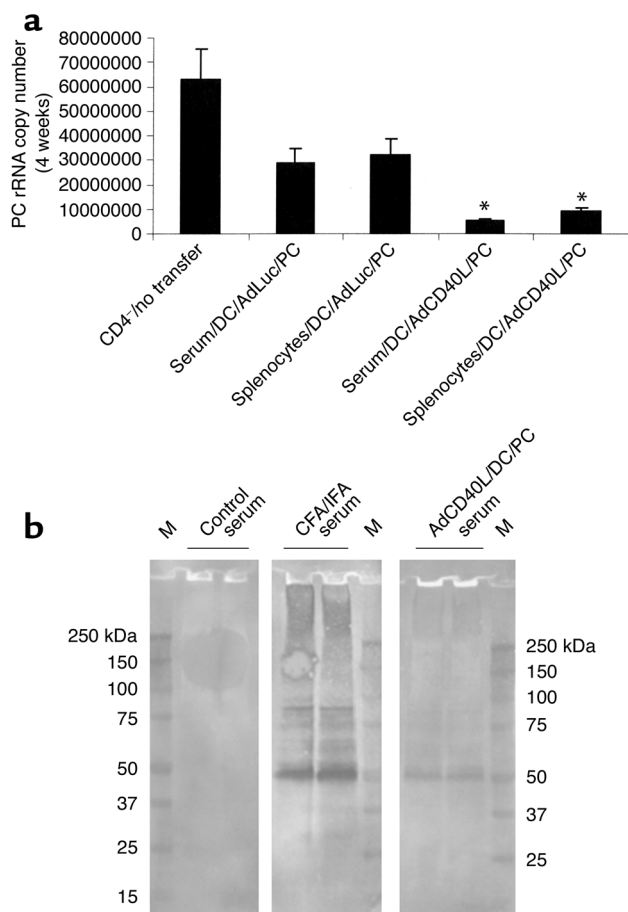 a
PC rRNA copy number
(4 weeks)
80000000
70000000
60000000
50000000
40000000
30000000
20000000
10000000
0
*
*
CD4–/no transfer
Serum/DC/AdLuc/PC
Splenocytes/DC/AdLuc/PC
Serum/DC/AdCD40L/PC
Splenocytes/DC/AdCD40L/PC
b
M
Control
serum
CFA/IFA
serum
M
AdCD40L/DC/PC
serum
M
250 kDa
150
100
75
50
37
25
15
250 kDa
150
100
75
50
37
25